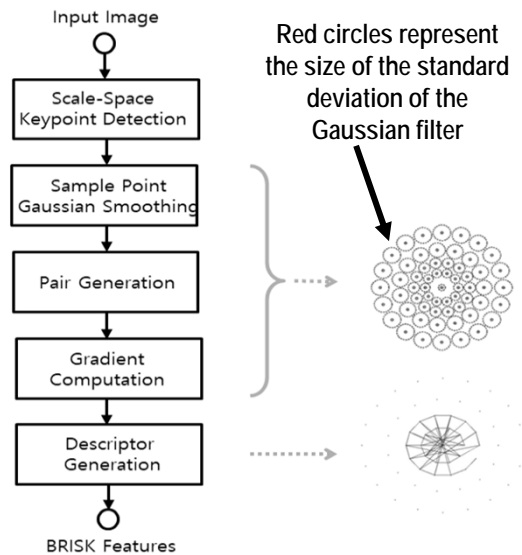 Input Image
Scale-Space
Keypoint Detection
Sample Point
Gaussian Smoothing
Pair Generation
Gradient
Computation
Descriptor
Generation
BRISK Features
Red circles represent
the size of the standard
deviation of the
Gaussian filter